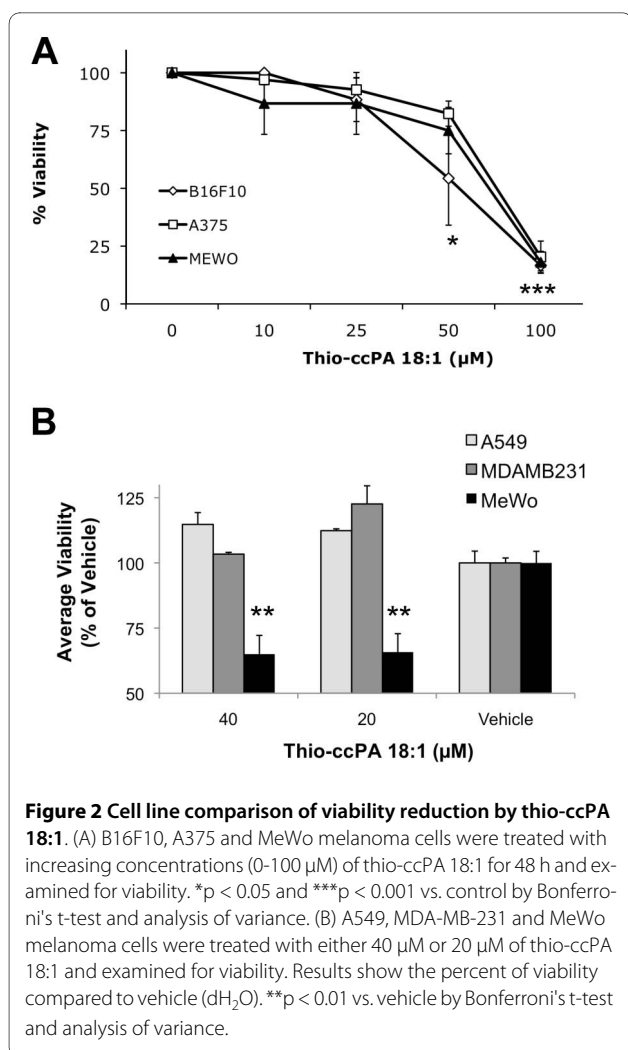 A
100
75
50
25
0
% Viability
B16F10
A375
MEWO
*
***
0 10 25 50 100
Thio-ccPA 18:1 (µM)
B
A549
MDAMB231
MeWo
125
100
75
50
Average Viability
(% of Vehicle)
**
**
40 20 Vehicle
Thio-ccPA 18:1 (µM)
Figure 2 Cell line comparison of viability reduction by thio-ccPA
18:1. (A) B16F10, A375 and MeWo melanoma cells were treated with
increasing concentrations (0-100 µM) of thio-ccPA 18:1 for 48 h and ex-
amined for viability. *p < 0.05 and ***p < 0.001 vs. control by Bonferro-
ni's t-test and analysis of variance. (B) A549, MDA-MB-231 and MeWo
melanoma cells were treated with either 40 µM or 20 µM of thio-ccPA
18:1 and examined for viability. Results show the percent of viability
compared to vehicle (dH₂O). **p < 0.01 vs. vehicle by Bonferroni's t-test
and analysis of variance.